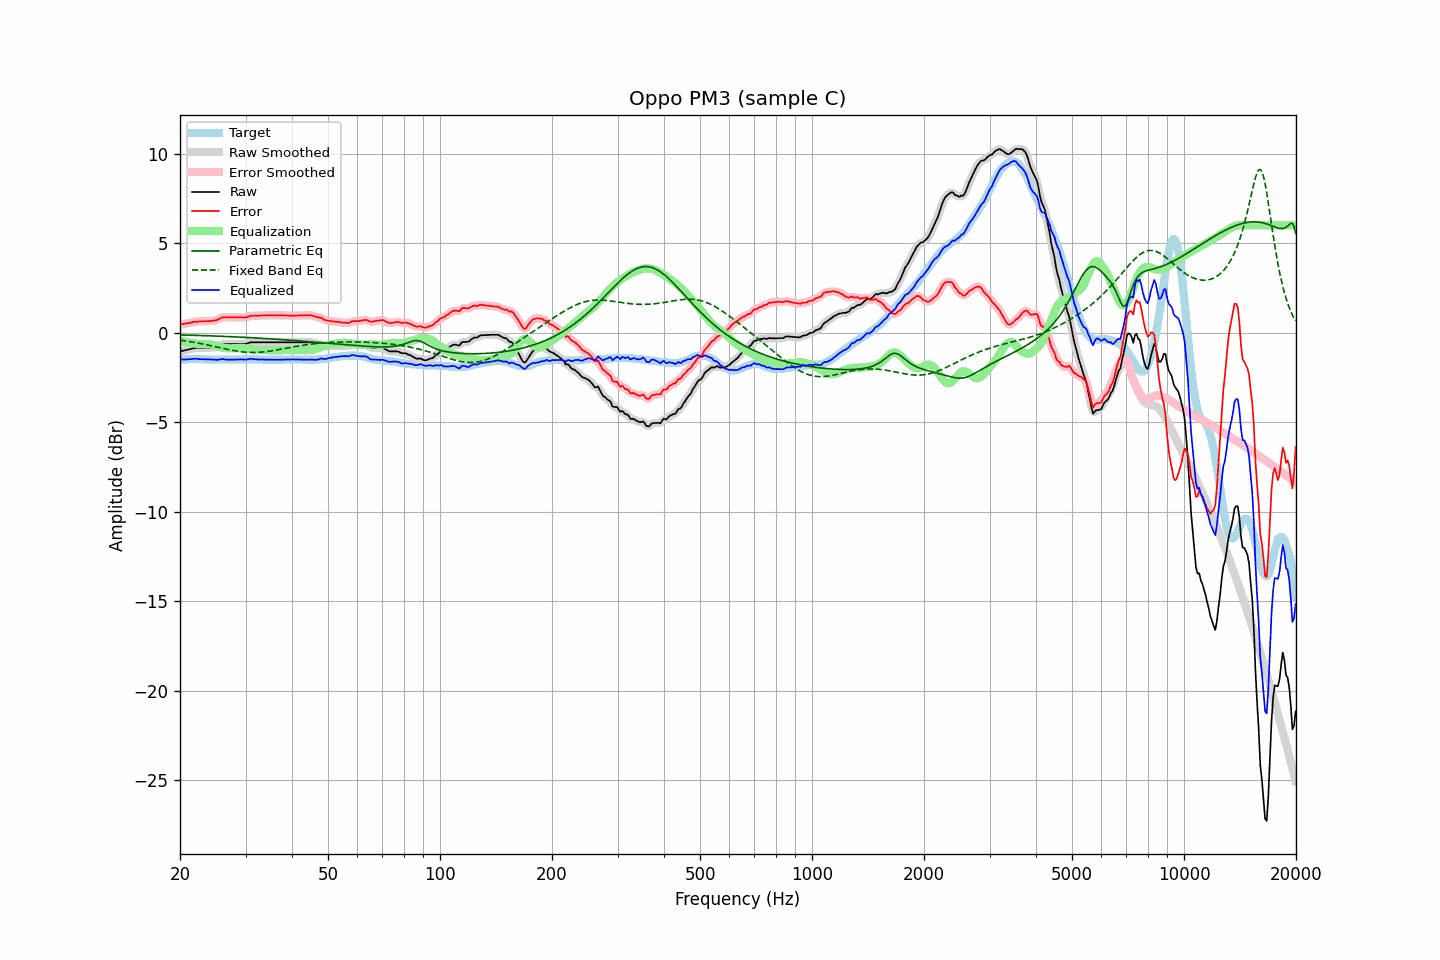 Oppo PM3 (sample C)
Target
Raw Smoothed
Error Smoothed
Raw
Error
Equalization
Parametric Eq
Fixed Band Eq
Equalized
10
5
0
−5
−10
−15
−20
−25
Amplitude (dBr)
20
50
100
200
500
1000
2000
5000
10000
20000
Frequency (Hz)